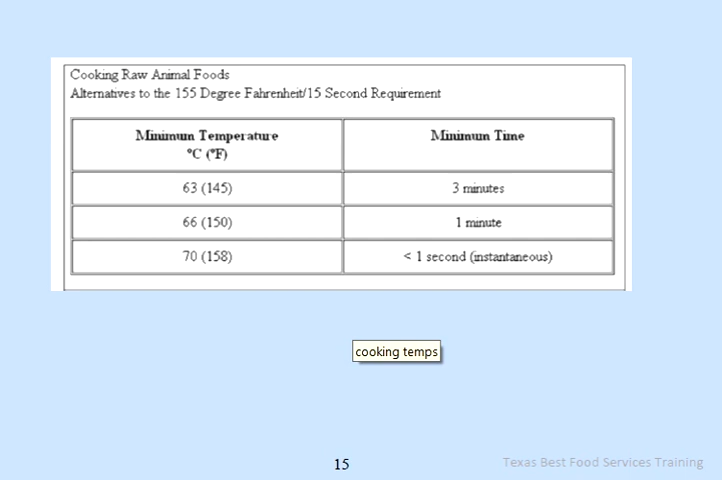 Cooking Raw Animal Foods
Alternatives to the 155 Degree Fahrenheit/15 Second Requirement
Minimum Temperature Minimum Time
°C (°F)
63 (145) 3 minutes
66 (150) 1 minute
70 (158) < 1 second (instantaneous)
cooking temps
15 Texas Best Food Services Training